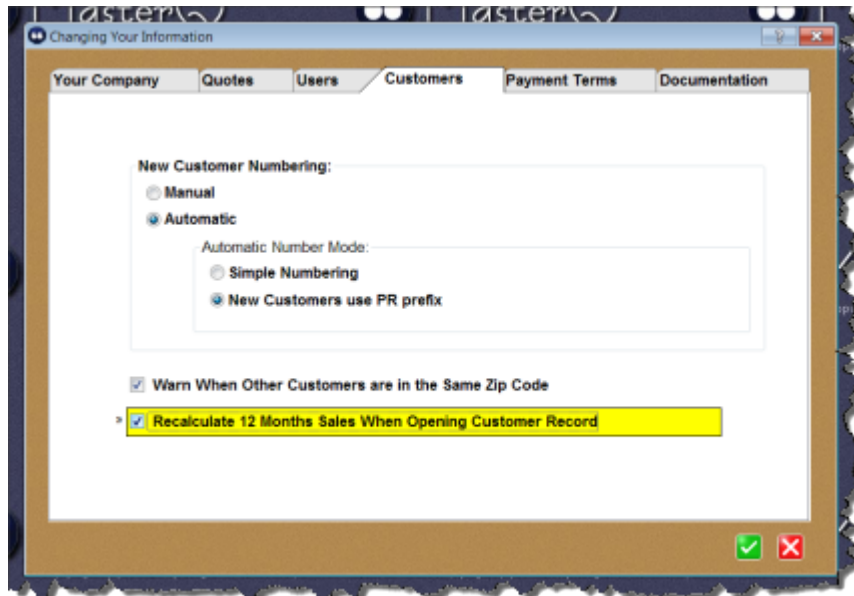 Master(~)
Master(~)
Changing Your Information
Your Company Quotes Users Customers Payment Terms Documentation
New Customer Numbering:
Manual
Automatic
Automatic Number Mode:
Simple Numbering
New Customers use PR prefix
Warn When Other Customers are in the Same Zip Code
» Recalculate 12 Months Sales When Opening Customer Record